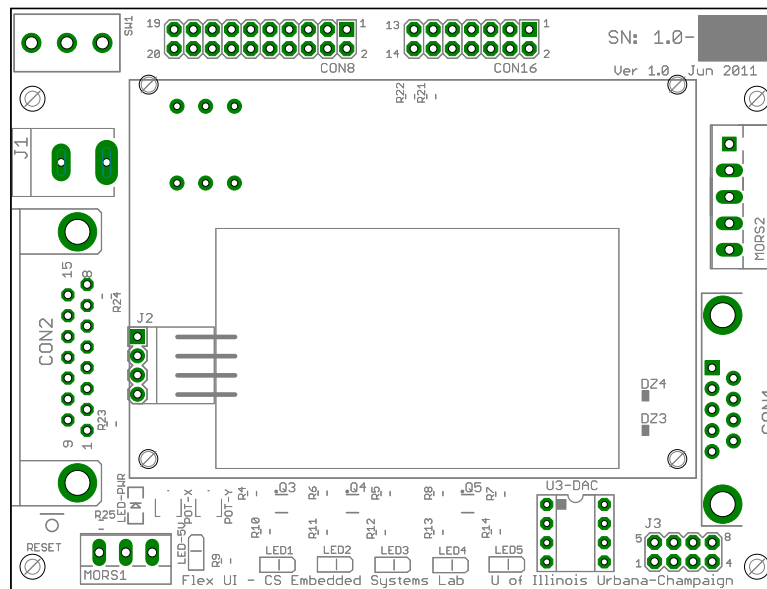 SW1
19 1
20 2
CON8
13 1
14 2
CON16
SN: 1.0-
Ver 1.0 Jun 2011
R22
R21
J1
MORS2
15
8
R24
CON2
J2
R23
9
1
DZ4
DZ3
LED-PWR
POT-X
POT-Y
R4
Q3
R6
Q4
R5
R8
Q5
R7
U3-DAC
R25
RESET
LED-5V
R10
R11
R12
R13
R14
R9
J3
5 8
1 4
MORS1
LED1
LED2
LED3
LED4
LED5
Flex UI - CS Embedded Systems Lab U of Illinois Urbana-Champaign